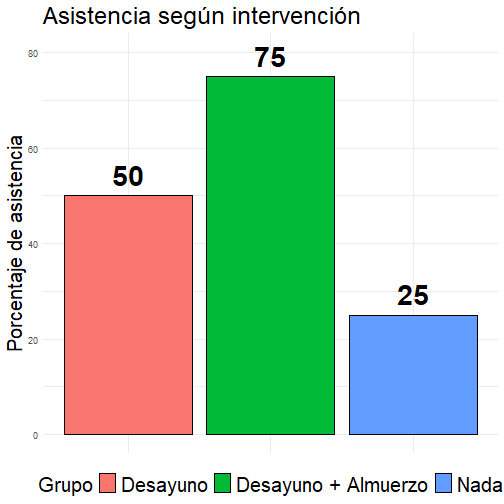 Asistencia según intervención
Porcentaje de asistencia
80
60
40
20
0
50
75
25
Grupo Desayuno Desayuno + Almuerzo Nada